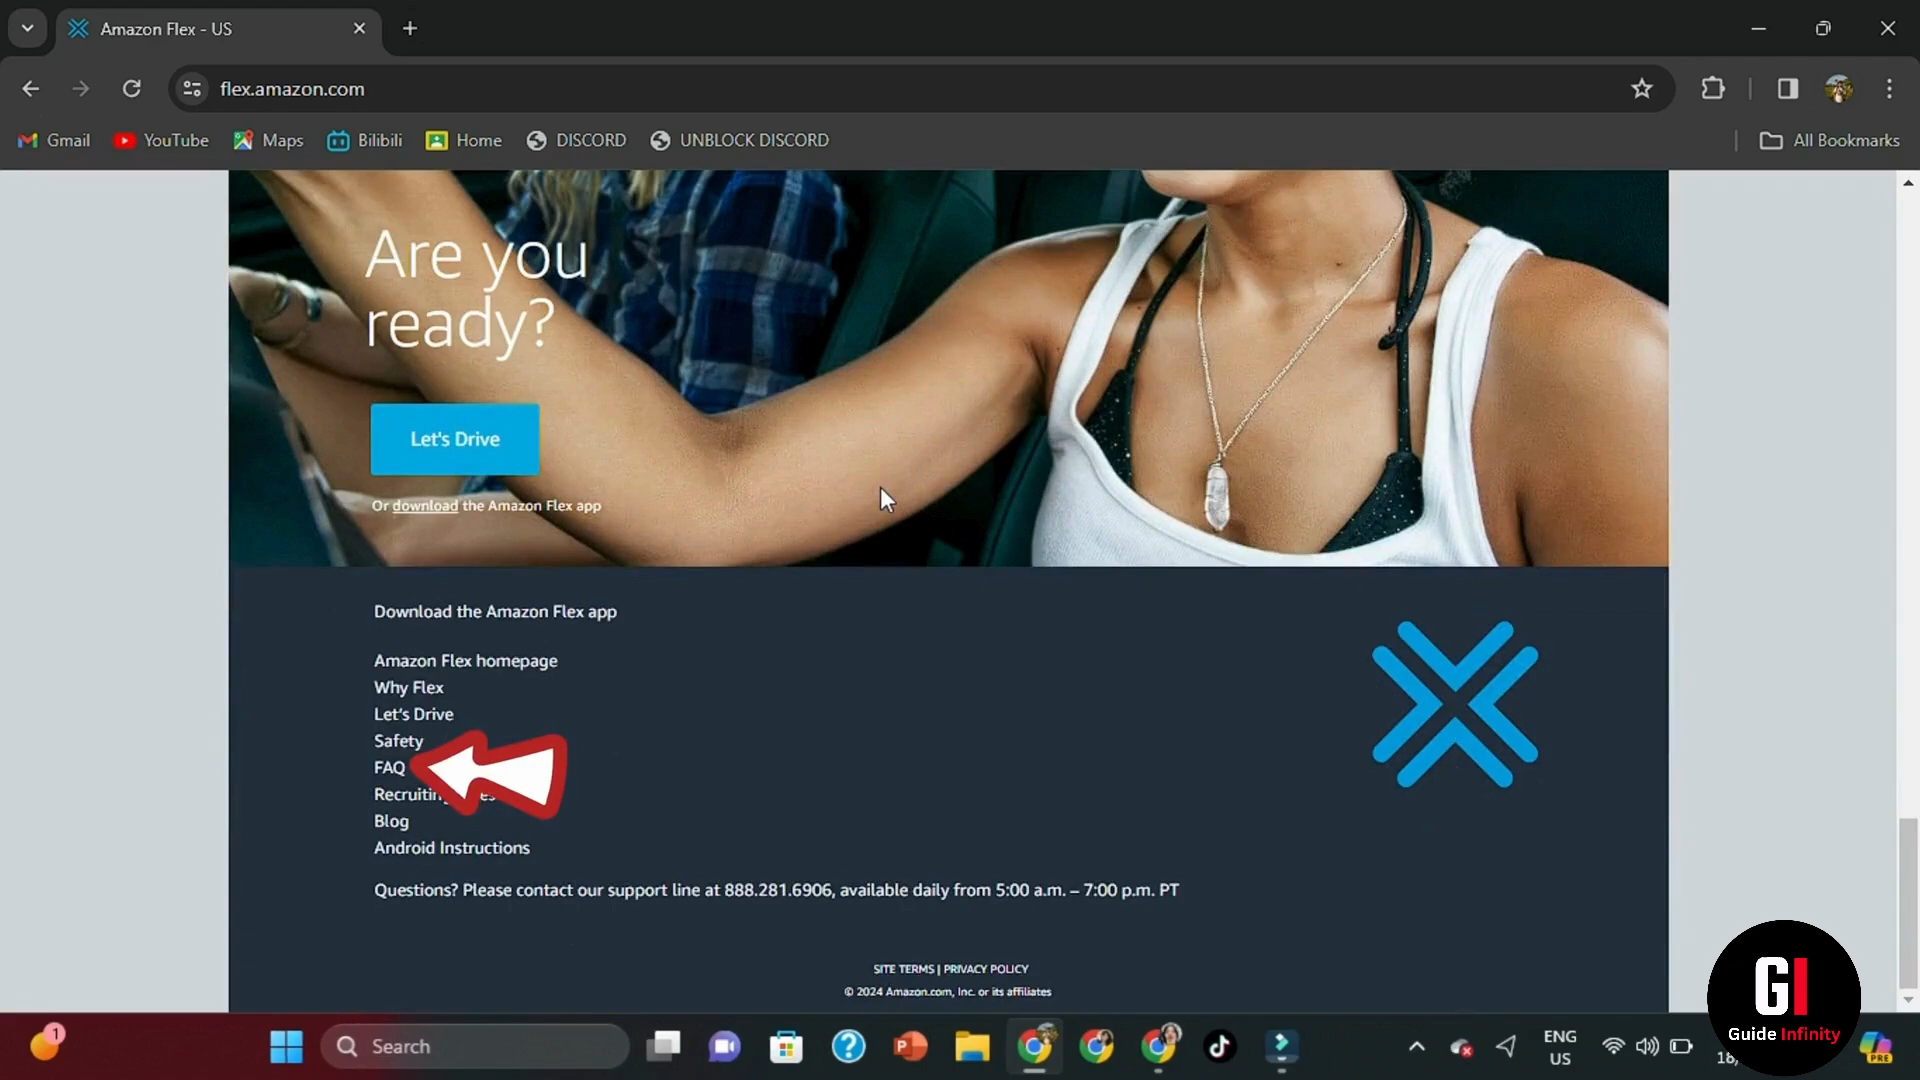 Amazon Flex - US
flex.amazon.com
Gmail YouTube Maps Bilibili Home DISCORD UNBLOCK DISCORD All Bookmarks
Are you
ready?
Let's Drive
Or download the Amazon Flex app
Download the Amazon Flex app
Amazon Flex homepage
Why Flex
Let's Drive
Safety
FAQ
Blog
Android Instructions
Questions? Please contact our support line at 888.281.6906, available daily from 5:00 a.m. – 7:00 p.m. PT
SITE TERMS | PRIVACY POLICY
© 2024 Amazon.com, Inc. or its affiliates
GI
Guide Infinity
1
Search
ENG
US
PRE